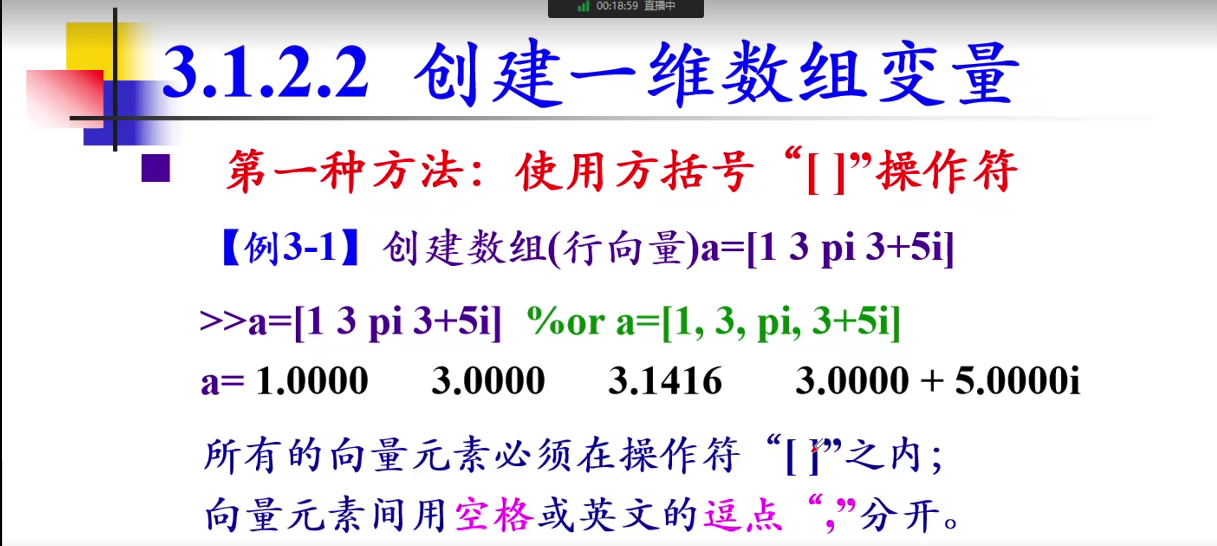 00:18:59 直播中
3.1.2.2 创建一维数组变量
第一种方法：使用方括号“[ ]”操作符
【例3-1】创建数组(行向量)a=[1 3 pi 3+5i]
>>a=[1 3 pi 3+5i] %or a=[1, 3, pi, 3+5i]
a= 1.0000 3.0000 3.1416 3.0000 + 5.0000i
所有的向量元素必须在操作符“[ ]”之内；
向量元素间用空格或英文的逗点“,”分开。